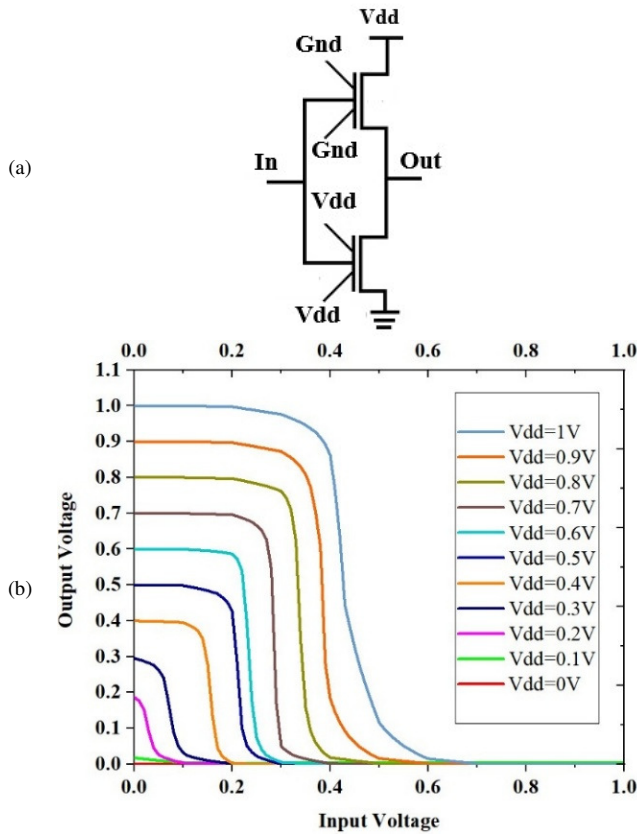 (a)
Vdd
Gnd
Gnd
In
Out
Vdd
Vdd
(b)
0.0 0.2 0.4 0.6 0.8 1.0
1.1
1.0
0.9
0.8
0.7
0.6
0.5
0.4
0.3
0.2
0.1
0.0
Output Voltage
Vdd=1V
Vdd=0.9V
Vdd=0.8V
Vdd=0.7V
Vdd=0.6V
Vdd=0.5V
Vdd=0.4V
Vdd=0.3V
Vdd=0.2V
Vdd=0.1V
Vdd=0V
0.0 0.2 0.4 0.6 0.8 1.0
Input Voltage